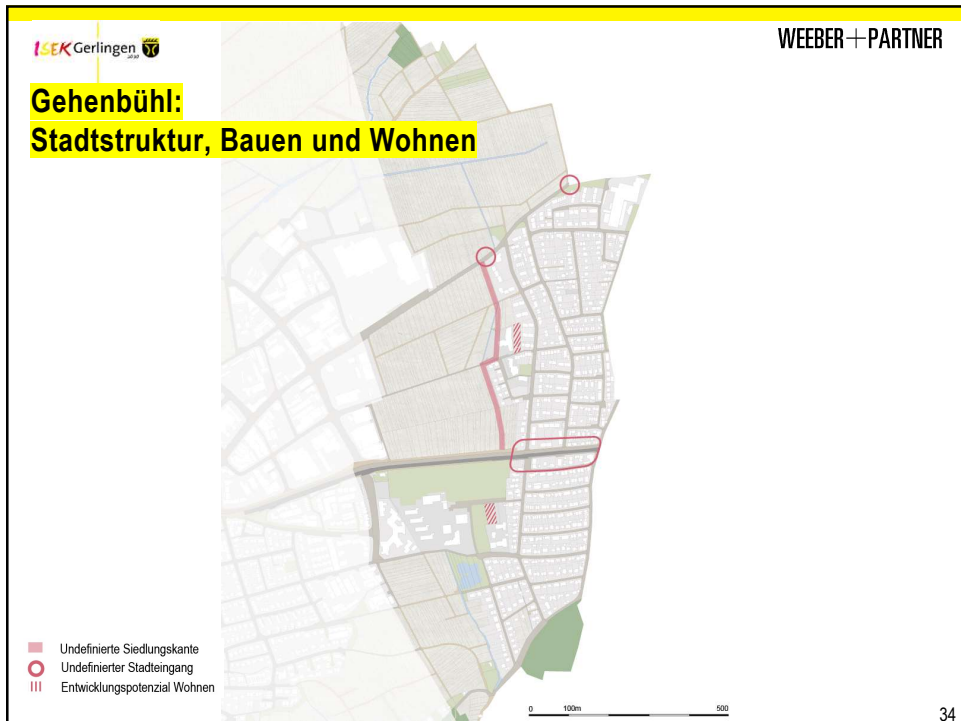 ISEK Gerlingen
WEEBER+PARTNER
Gehenbühl:
Stadtstruktur, Bauen und Wohnen
Undefinierte Siedlungskante
Undefinierter Stadteingang
Entwicklungspotenzial Wohnen
0 100m 500
34